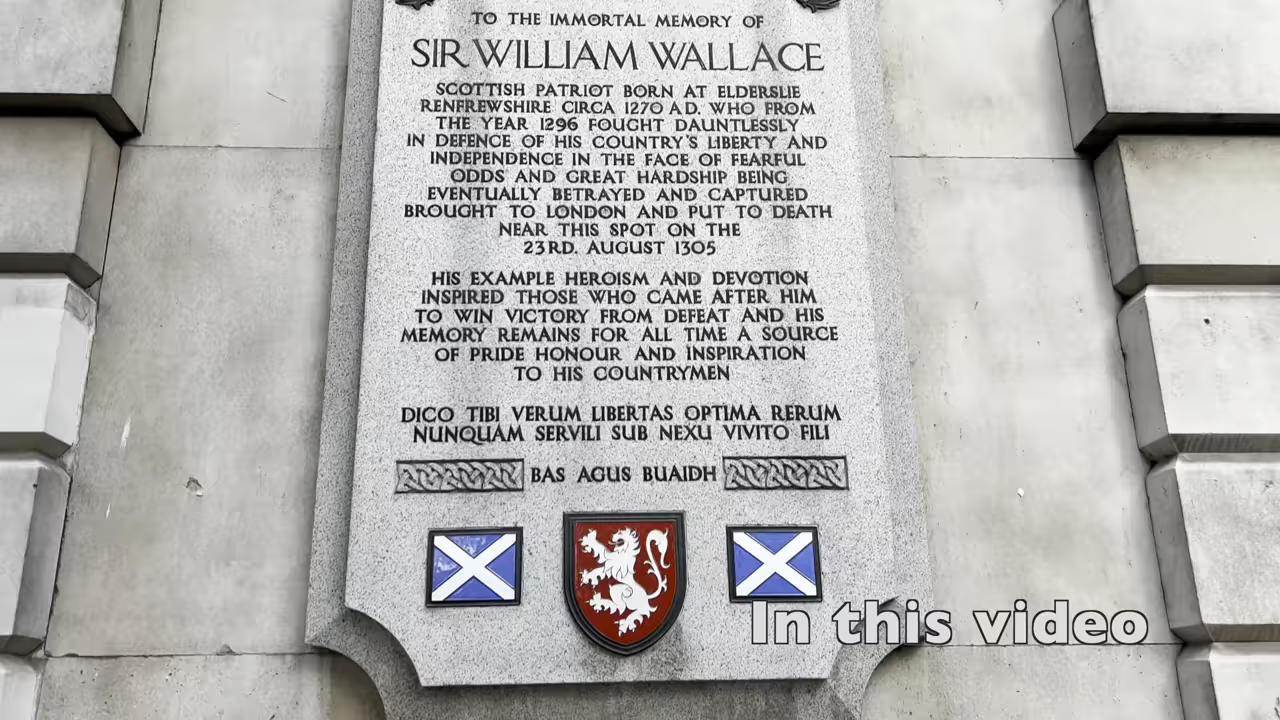 TO THE IMMORTAL MEMORY OF
SIR WILLIAM WALLACE
SCOTTISH PATRIOT BORN AT ELDERSLIE
RENFREWSHIRE CIRCA 1270 A.D. WHO FROM
THE YEAR 1296 FOUGHT DAUNTLESSLY
IN DEFENCE OF HIS COUNTRY'S LIBERTY AND
INDEPENDENCE IN THE FACE OF FEARFUL
ODDS AND GREAT HARDSHIP BEING
EVENTUALLY BETRAYED AND CAPTURED
BROUGHT TO LONDON AND PUT TO DEATH
NEAR THIS SPOT ON THE
23RD. AUGUST 1305
HIS EXAMPLE HEROISM AND DEVOTION
INSPIRED THOSE WHO CAME AFTER HIM
TO WIN VICTORY FROM DEFEAT AND HIS
MEMORY REMAINS FOR ALL TIME A SOURCE
OF PRIDE HONOUR AND INSPIRATION
TO HIS COUNTRYMEN
DICO TIBI VERUM LIBERTAS OPTIMA RERUM
NUNQUAM SERVILI SUB NEXU VIVITO FILI
BAS AGUS BUAIDH
In this video